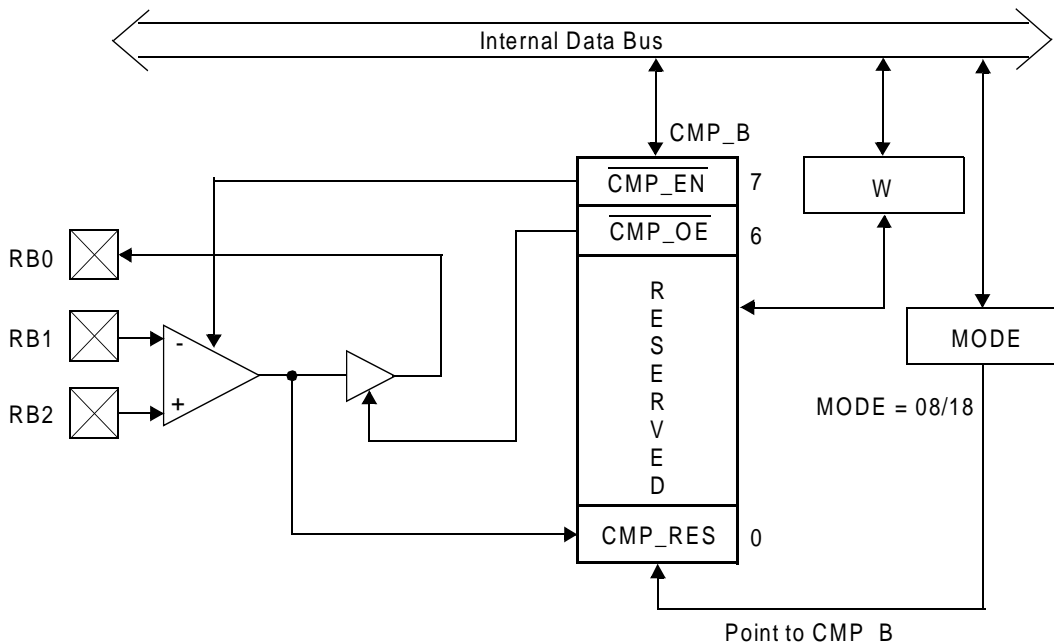 Internal Data Bus
CMP_B
CMP_EN 7
W
CMP_OE 6
RB0
RB1
RB2
-
+
RESERVED
MODE
MODE = 08/18
CMP_RES 0
Point to CMP_B